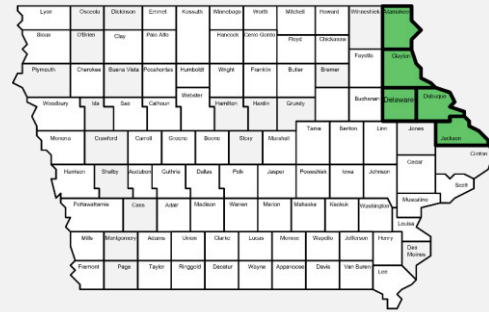 Lyon Osceola Dickinson Emmet Kossuth Winnebago Worth Mitchell Howard Winneshiek Allamakee
Sioux O'Brien Clay Palo Alto Hancock Cerro Gordo Floyd Chickasaw
Fayette Clayton
Plymouth Cherokee Buena Vista Pocahontas Humboldt Wright Franklin Butler Bremer
Webster
Woodbury Ida Sac Calhoun Hamilton Hardin Grundy Buchanan Delaware Dubuque
Monona Crawford Carroll Greene Boone Story Marshall Tama Benton Linn Jones Jackson
Clinton
Cedar
Harrison Shelby Audubon Guthrie Dallas Polk Jasper Poweshiek Iowa Johnson
Scott
Muscatine
Pottawattamie Cass Adair Madison Warren Marion Mahaska Keokuk Washington
Louisa
Mills Montgomery Adams Union Clarke Lucas Monroe Wapello Jefferson Henry
Des
Moines
Fremont Page Taylor Ringgold Decatur Wayne Appanoose Davis Van Buren Lee